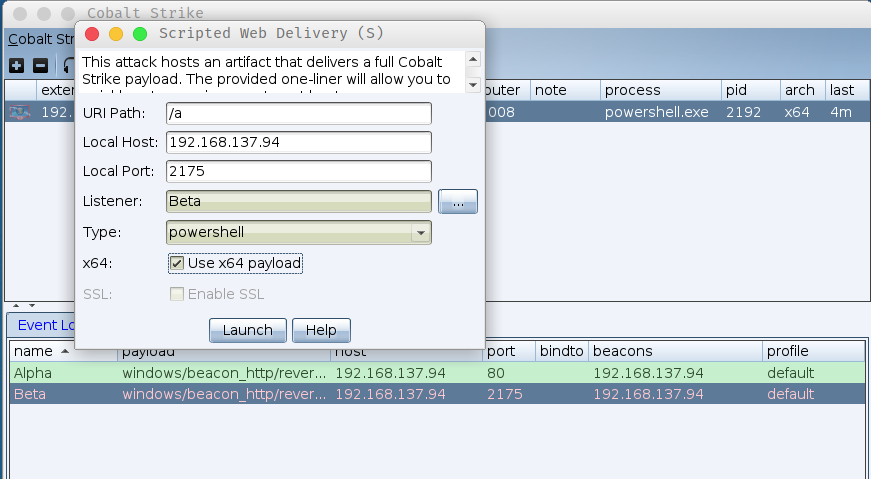 Cobalt Strike
Scripted Web Delivery (S)
Cobalt Str
This attack hosts an artifact that delivers a full Cobalt
Strike payload. The provided one-liner will allow you to
URI Path: /a
Local Host: 192.168.137.94
Local Port: 2175
Listener: Beta ...
Type: powershell
x64: Use x64 payload
SSL: Enable SSL
Launch Help
exter outer note process pid arch last
192. 008 powershell.exe 2192 x64 4m
Event Lo
name payload host port bindto beacons profile
Alpha windows/beacon_http/rever... 192.168.137.94 80 192.168.137.94 default
Beta windows/beacon_http/rever... 192.168.137.94 2175 192.168.137.94 default